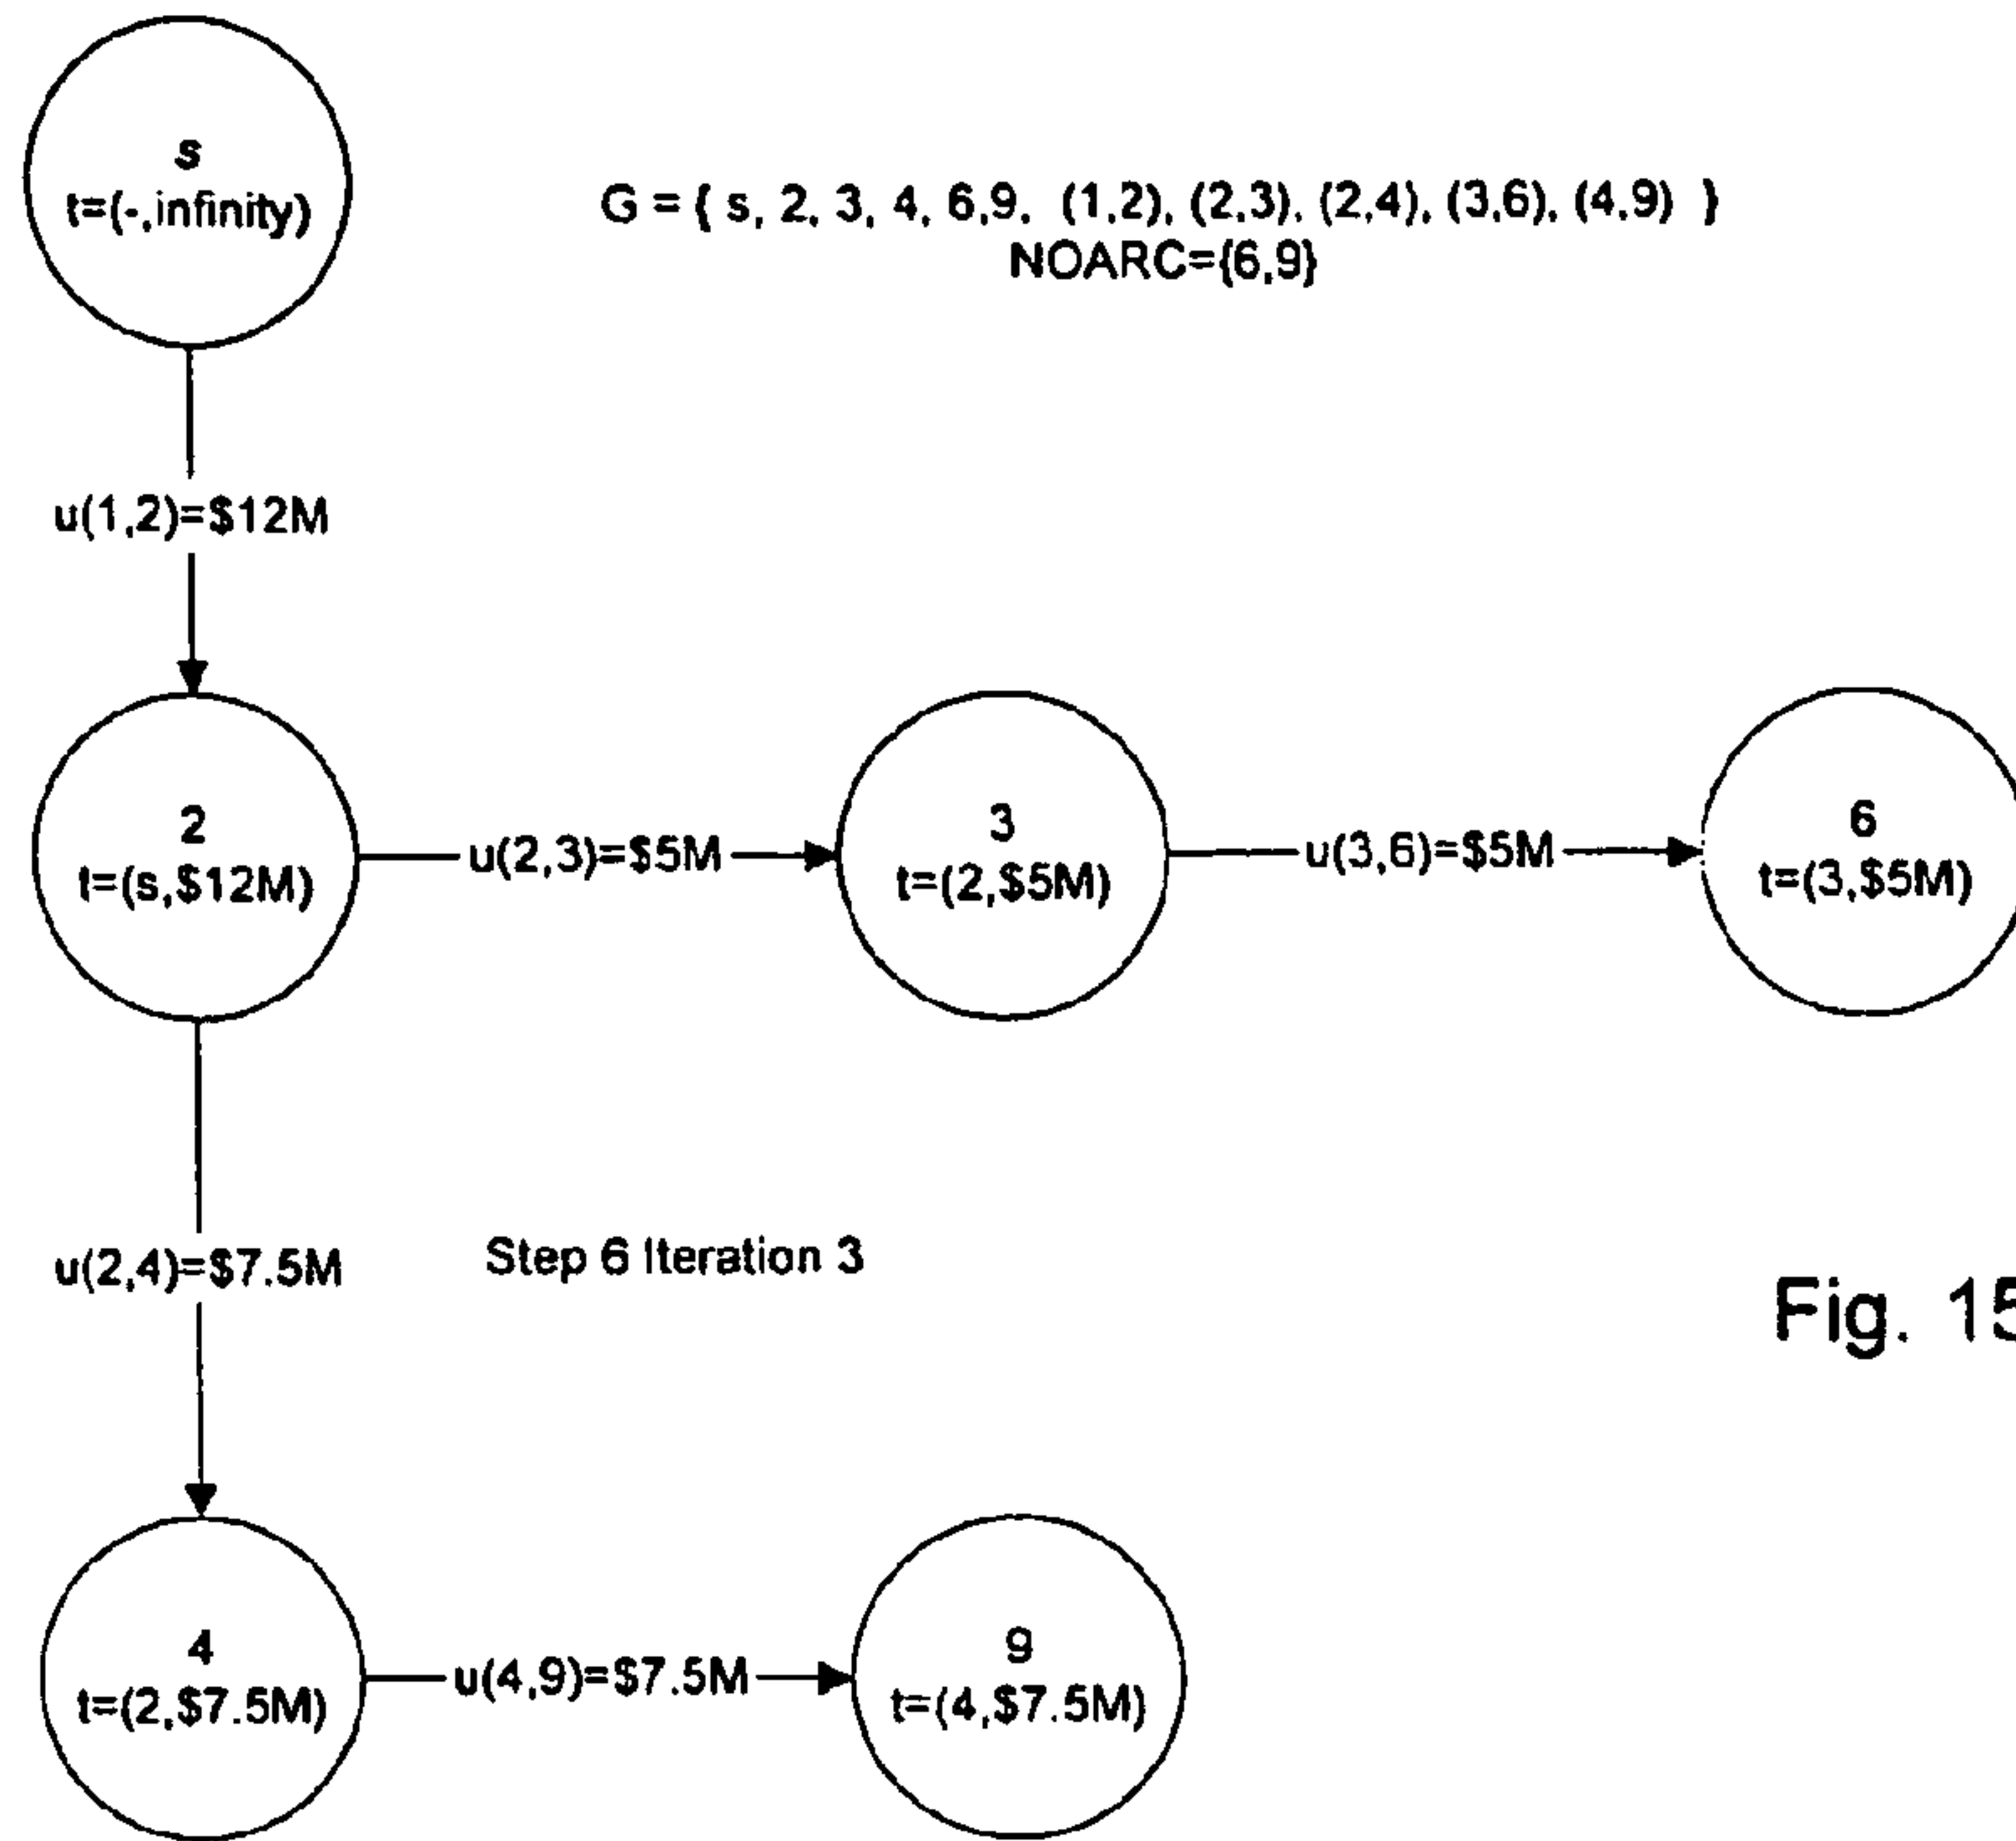 s
t=(-,infinity)
G = { s, 2, 3, 4, 6,9, (1,2), (2,3), (2,4), (3,6), (4,9) }
NOARC={6,9}
u(1,2)=$12M
2
t=(s,$12M)
u(2,3)=$5M
3
t=(2,$5M)
u(3,6)=$5M
6
t=(3,$5M)
u(2,4)=$7.5M
Step 6 Iteration 3
Fig. 15
4
t=(2,$7.5M)
u(4,9)=$7.5M
9
t=(4,$7.5M)